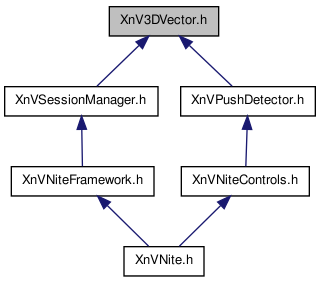 XnV3DVector.h
XnVSessionManager.h
XnVPushDetector.h
XnVNiteFramework.h
XnVNiteControls.h
XnVNite.h